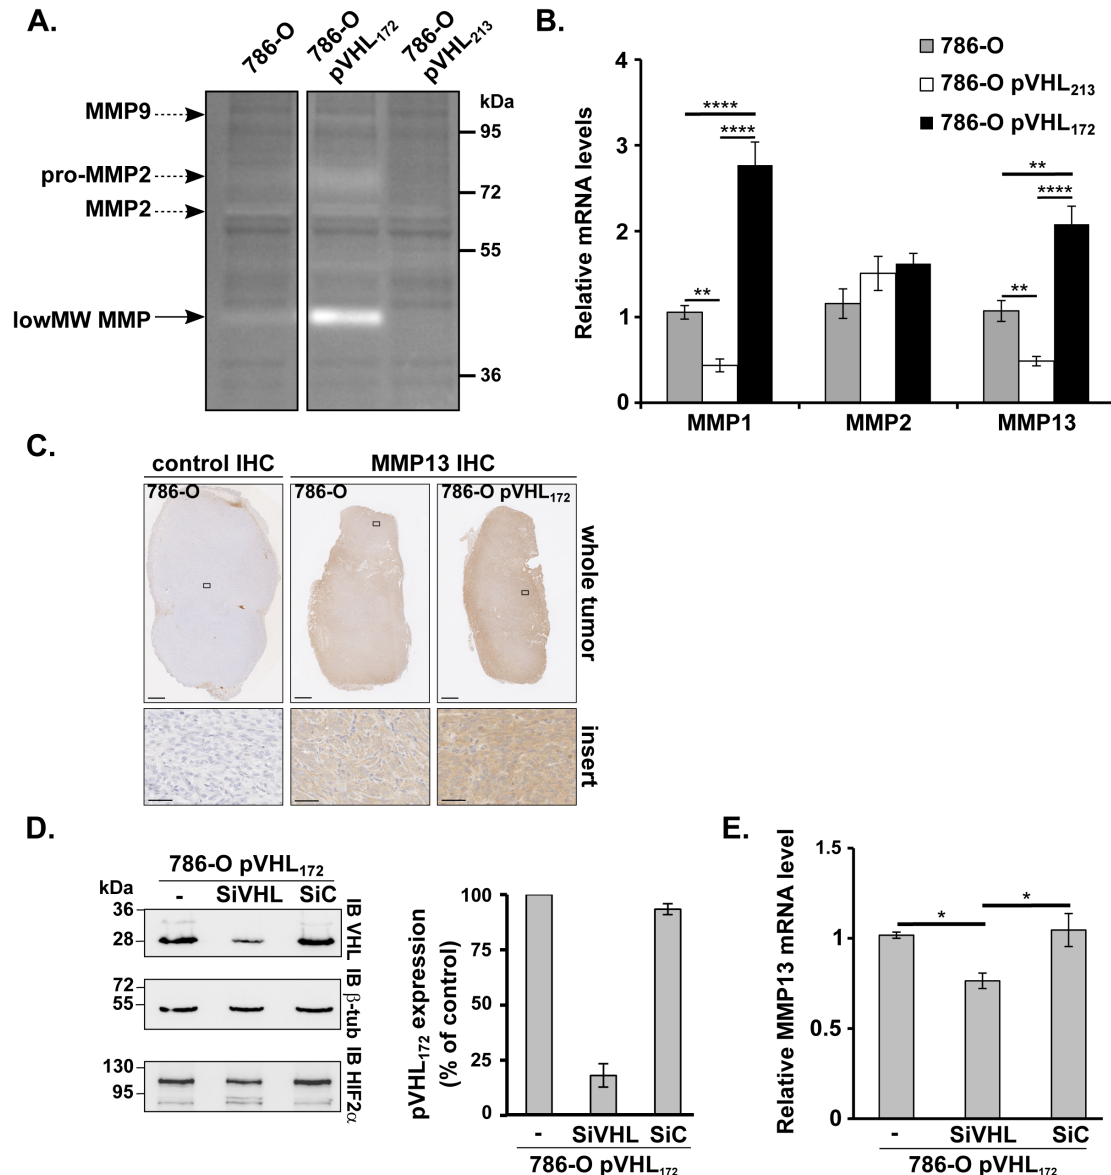 A.
786-O
786-O pVHL172
786-O pVHL213
kDa
MMP9
95
pro-MMP2
72
MMP2
55
lowMW MMP
36
B.
786-O
786-O pVHL213
786-O pVHL172
Relative mRNA levels
4
3
2
1
0
****
****
**
**
****
**
MMP1
MMP2
MMP13
C.
control IHC
MMP13 IHC
786-O
786-O
786-O pVHL172
whole tumor
insert
D.
786-O pVHL172
kDa
-
SiVHL
SiC
36
28
IB VHL
72
55
IB β-tub
130
95
IB HIF2α
pVHL172 expression
(% of control)
100
75
50
25
0
-
SiVHL
SiC
786-O pVHL172
E.
Relative MMP13 mRNA level
1.5
1
0.5
0
*
*
-
SiVHL
SiC
786-O pVHL172